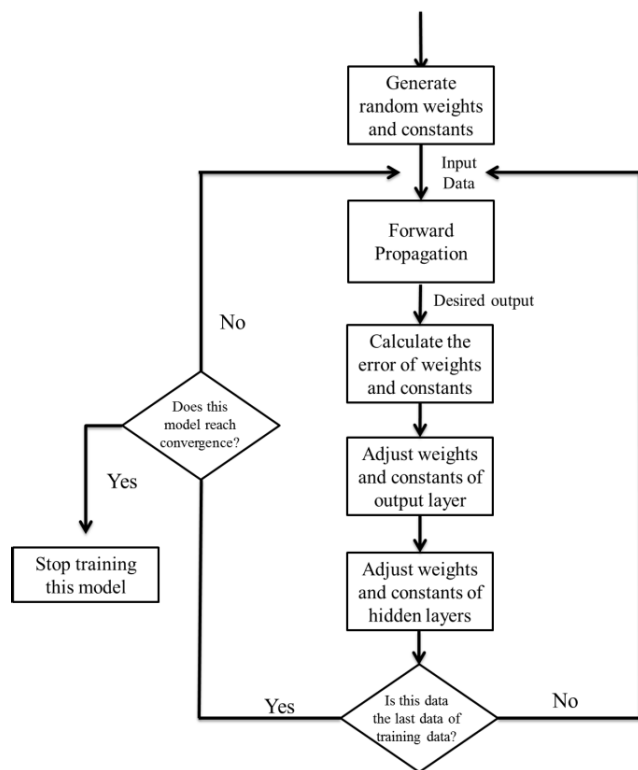 Generate
random weights
and constants
Input
Data
Forward
Propagation
Desired output
No
Calculate the
error of weights
and constants
Does this
model reach
convergence?
Adjust weights
and constants of
output layer
Yes
Stop training
this model
Adjust weights
and constants of
hidden layers
Yes
Is this data
the last data of
training data?
No